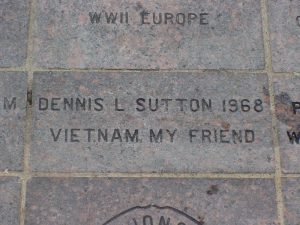 WWII EUROPE
M DENNIS L SUTTON 1968
VIETNAM MY FRIEND